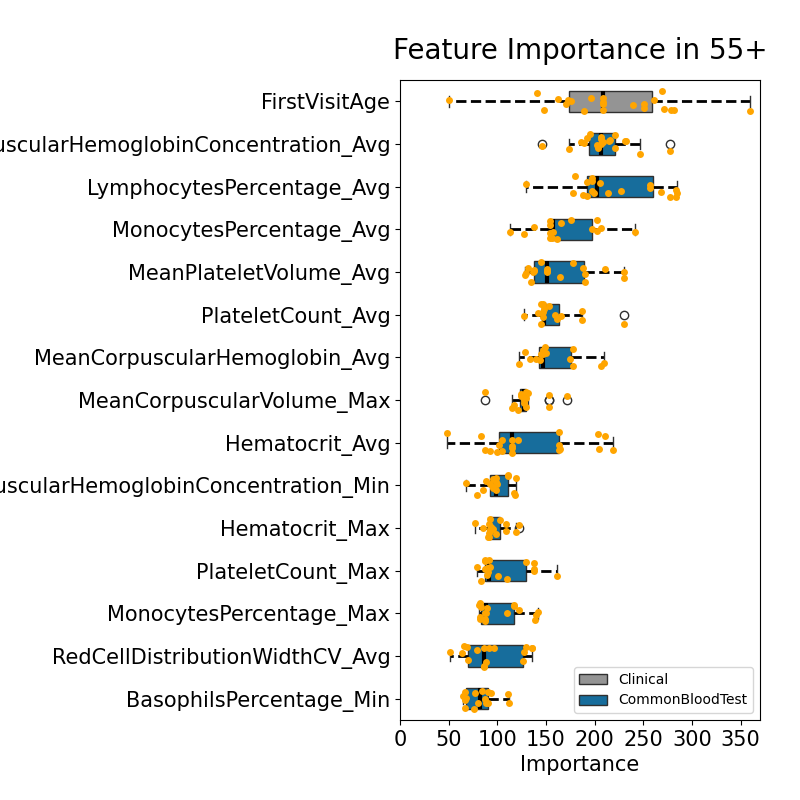 Feature Importance in 55+
FirstVisitAge
uscularHemoglobinConcentration_Avg
LymphocytesPercentage_Avg
MonocytesPercentage_Avg
MeanPlateletVolume_Avg
PlateletCount_Avg
MeanCorpuscularHemoglobin_Avg
MeanCorpuscularVolume_Max
Hematocrit_Avg
uscularHemoglobinConcentration_Min
Hematocrit_Max
PlateletCount_Max
MonocytesPercentage_Max
RedCellDistributionWidthCV_Avg
BasophilsPercentage_Min
Clinical
CommonBloodTest
0 50 100 150 200 250 300 350
Importance